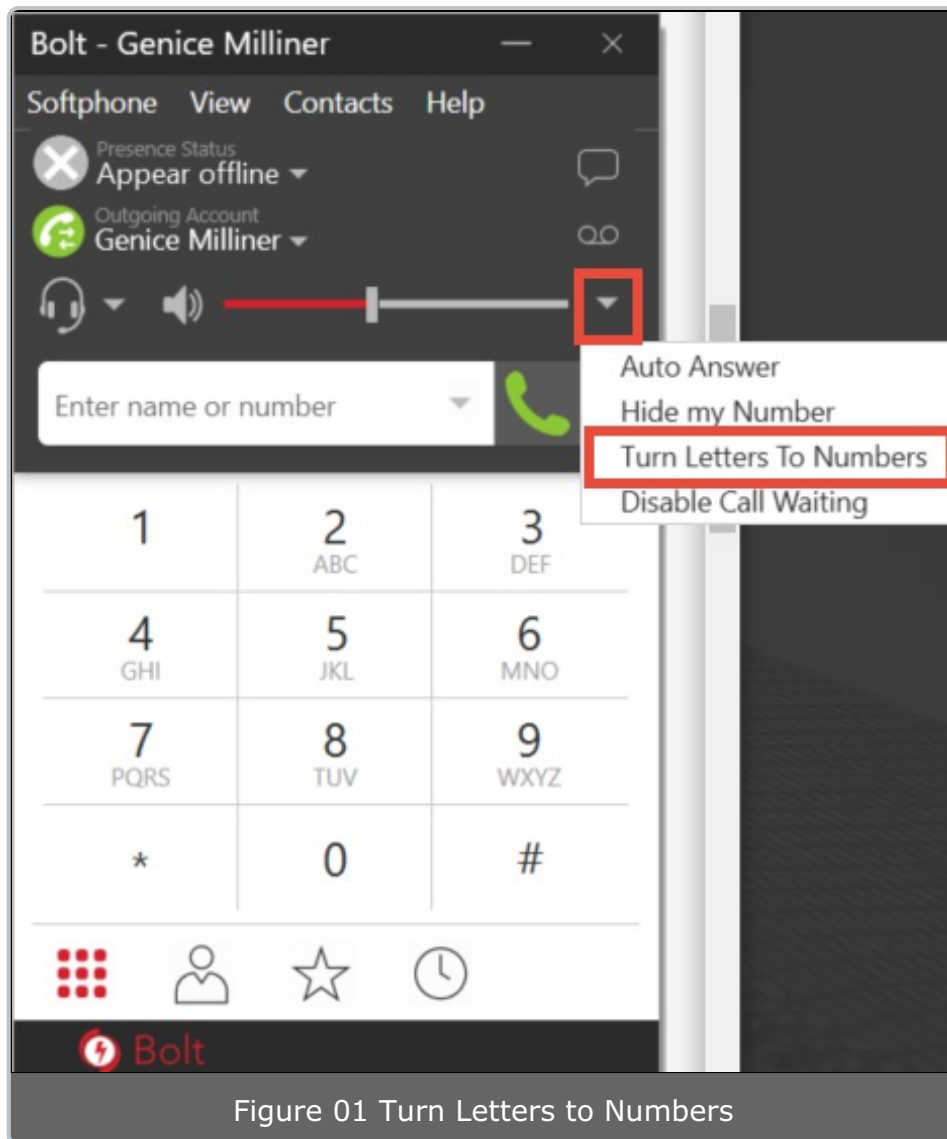 Bolt - Genice Milliner
Softphone View Contacts Help
Presence Status
Appear offline
Outgoing Account
Genice Milliner
Enter name or number
Auto Answer
Hide my Number
Turn Letters To Numbers
Disable Call Waiting
1 2 3
ABC DEF
4 5 6
GHI JKL MNO
7 8 9
PQRS TUV WXYZ
* 0 #
Bolt
Figure 01 Turn Letters to Numbers